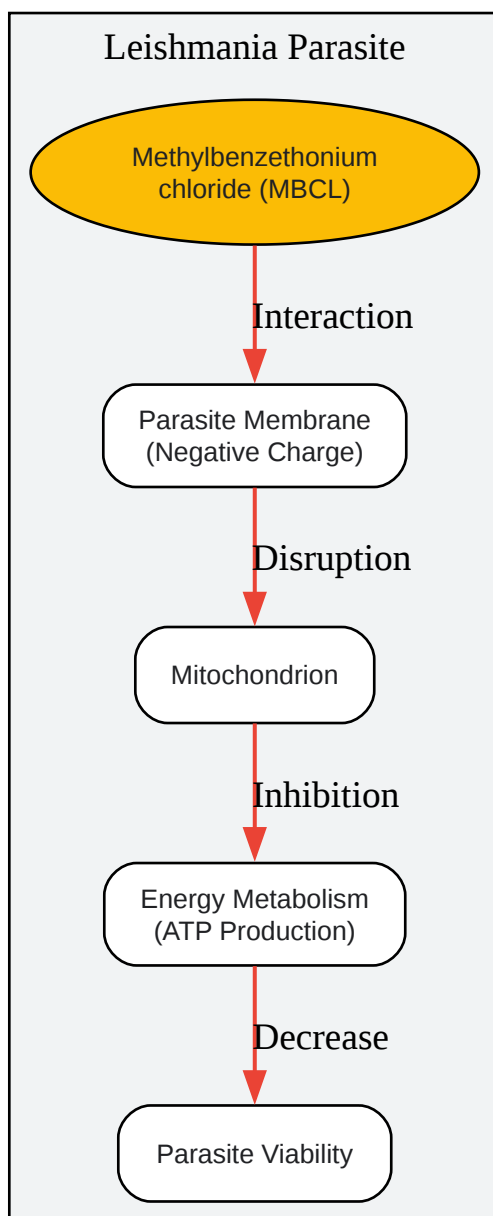 Leishmania Parasite
Methylbenzethonium
chloride (MBCL)
Interaction
Parasite Membrane
(Negative Charge)
Disruption
Mitochondrion
Inhibition
Energy Metabolism
(ATP Production)
Decrease
Parasite Viability